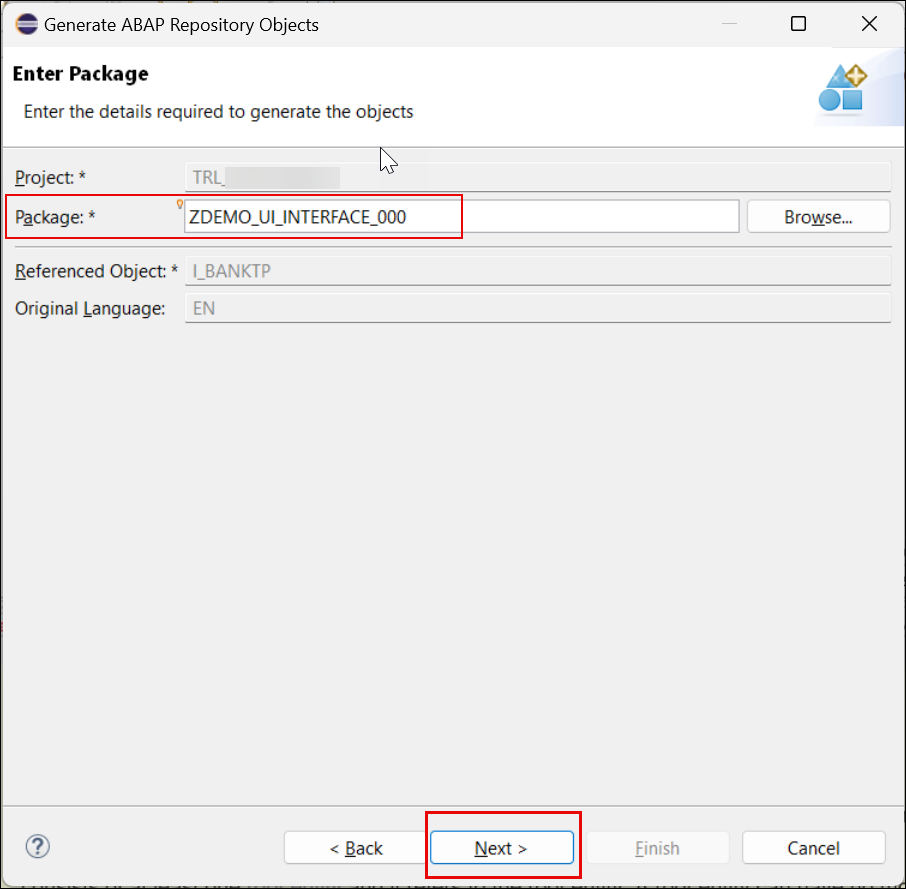 Generate ABAP Repository Objects
Enter Package
Enter the details required to generate the objects
Project: * TRL_
Package: * ZDEMO_UI_INTERFACE_000 Browse...
Referenced Object: * I_BANKTP
Original Language: EN
? < Back Next > Finish Cancel